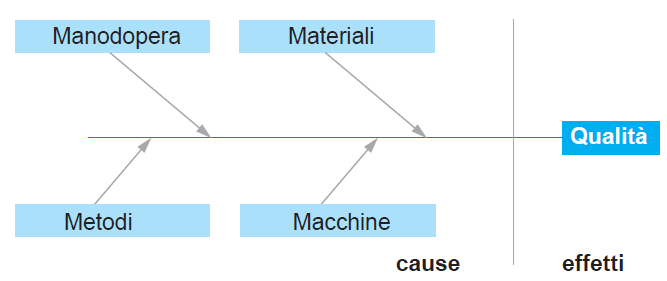 Manodopera
Materiali
Qualità
Metodi
Macchine
cause
effetti